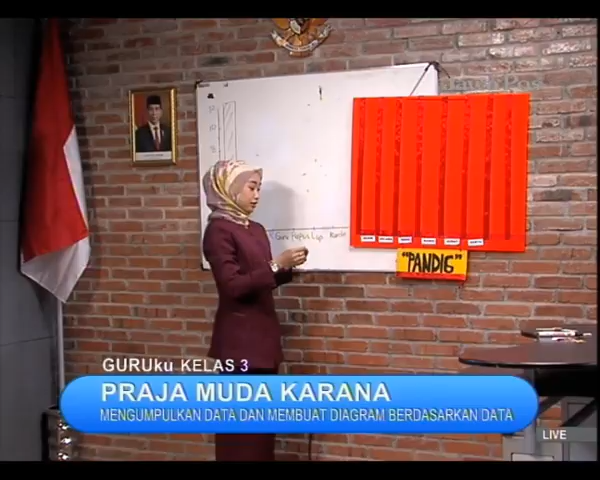 "PANDIG"
GURUku KELAS 3
PRAJA MUDA KARANA
MENGUMPULKAN DATA DAN MEMBUAT DIAGRAM BERDASARKAN DATA
LIVE